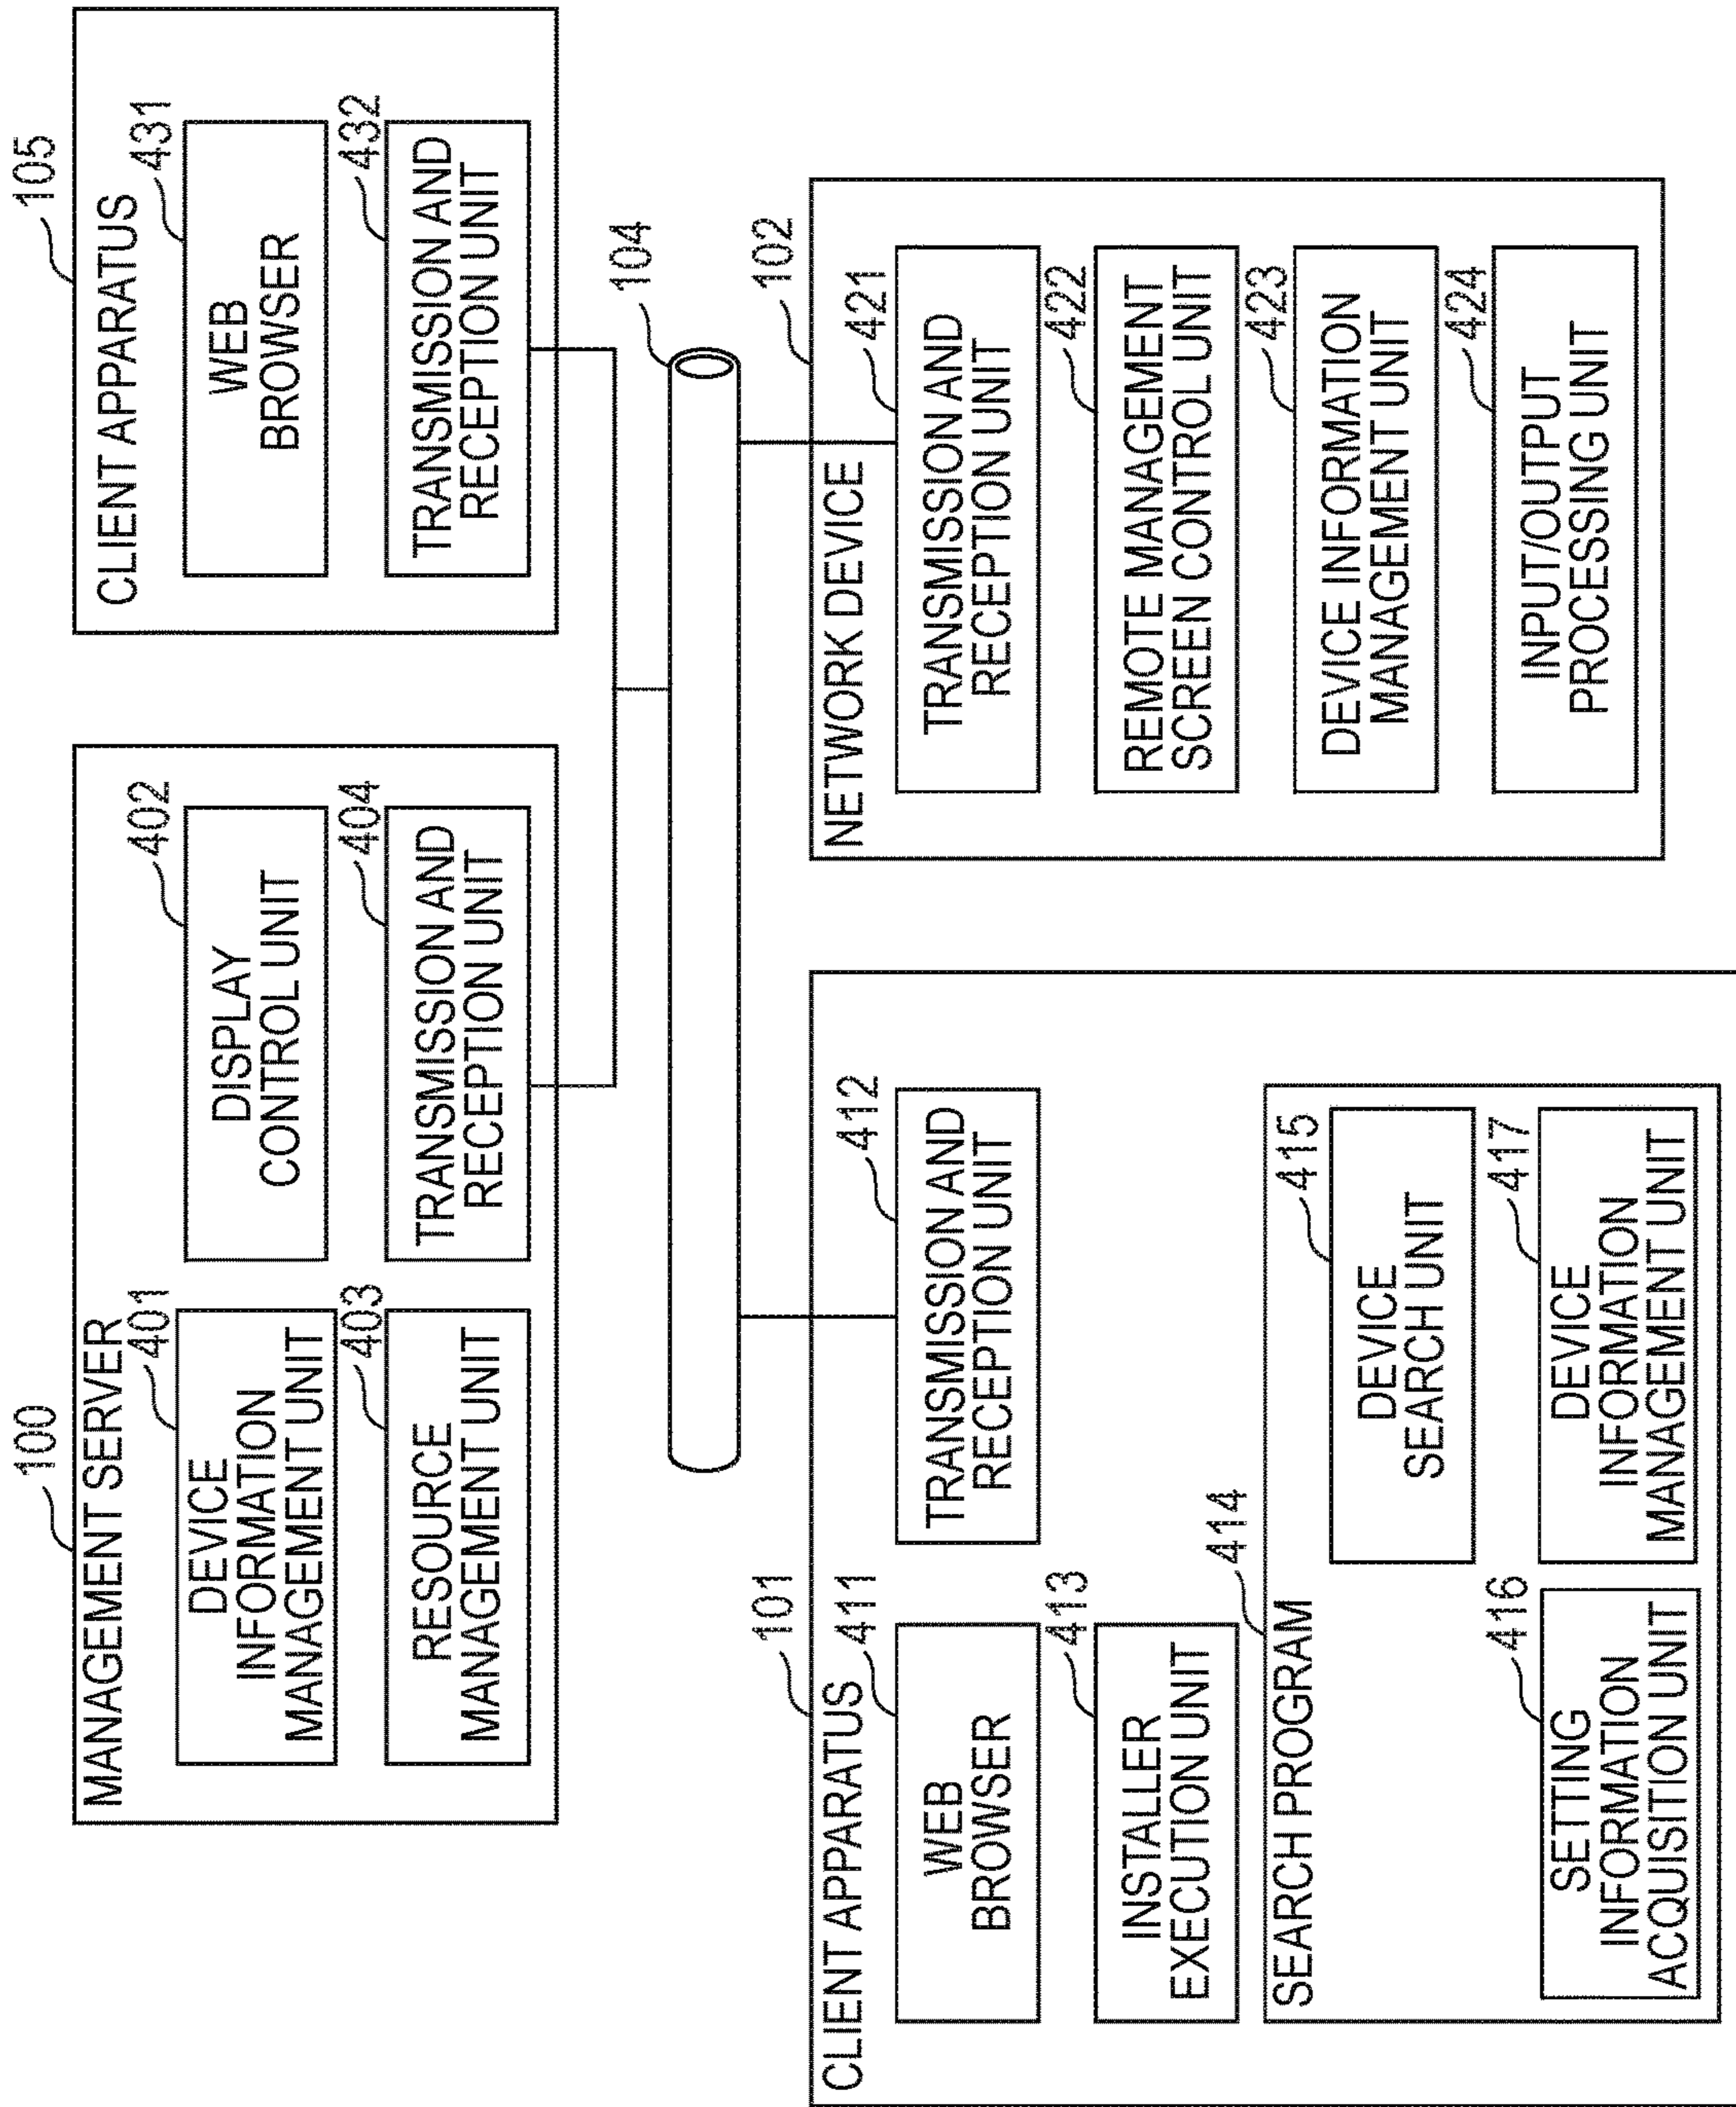 100
MANAGEMENT SERVER
401
DEVICE
INFORMATION
MANAGEMENT UNIT
402
DISPLAY
CONTROL UNIT
403
RESOURCE
MANAGEMENT UNIT
404
TRANSMISSION AND
RECEPTION UNIT
105
CLIENT APPARATUS
431
WEB
BROWSER
432
TRANSMISSION AND
RECEPTION UNIT
104
101
CLIENT APPARATUS
411
WEB
BROWSER
412
TRANSMISSION AND
RECEPTION UNIT
413
INSTALLER
EXECUTION UNIT
414
SEARCH PROGRAM
415
DEVICE
SEARCH UNIT
416
SETTING
INFORMATION
ACQUISITION UNIT
417
DEVICE
INFORMATION
MANAGEMENT UNIT
102
NETWORK DEVICE
421
TRANSMISSION AND
RECEPTION UNIT
422
REMOTE MANAGEMENT
SCREEN CONTROL UNIT
423
DEVICE INFORMATION
MANAGEMENT UNIT
424
INPUT/OUTPUT
PROCESSING UNIT